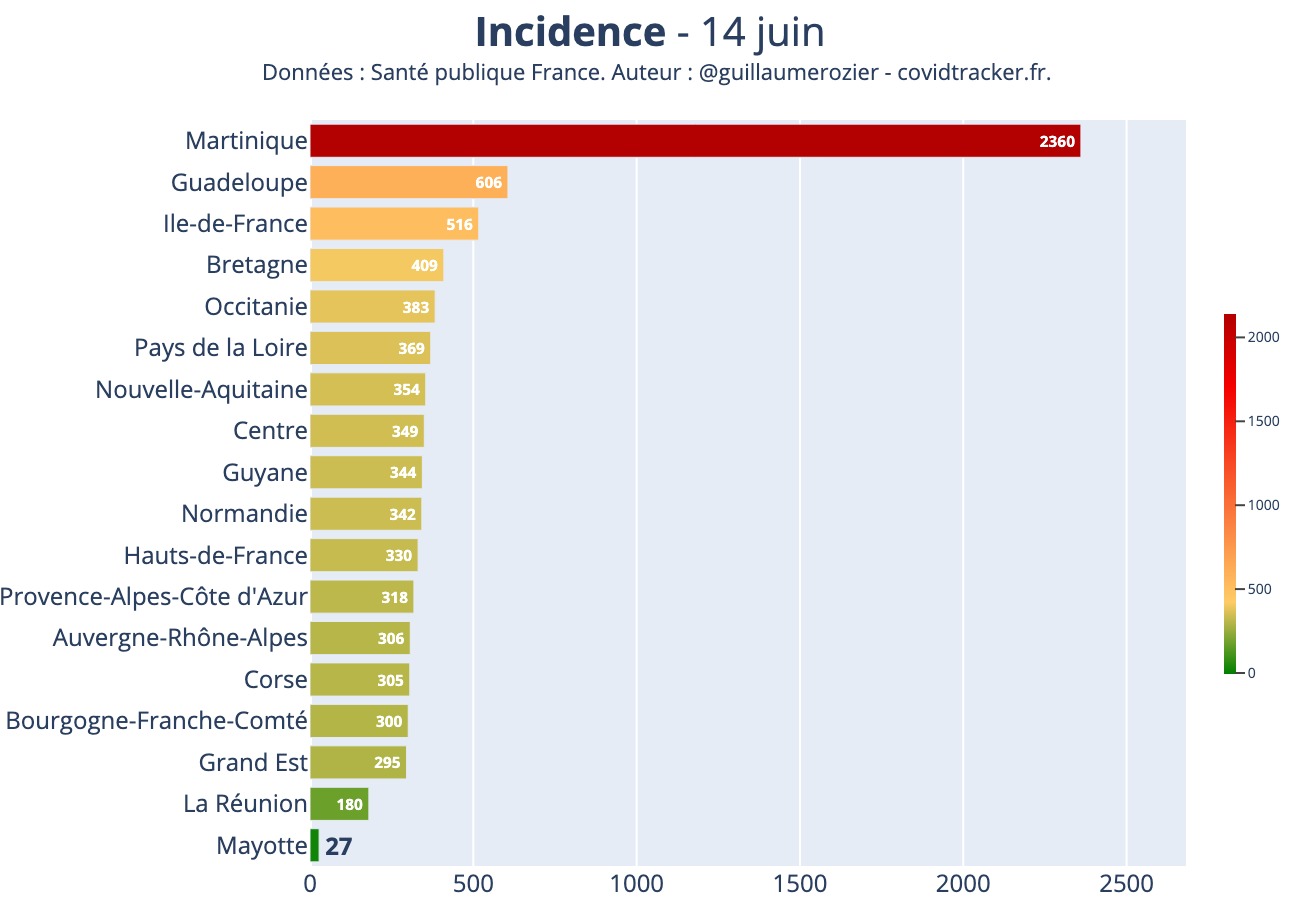 Incidence - 14 juin
Données : Santé publique France. Auteur : @guillaumerozier - covidtracker.fr.
Martinique 2360
Guadeloupe 606
Ile-de-France 516
Bretagne 409
Occitanie 383
Pays de la Loire 369
Nouvelle-Aquitaine 354
Centre 349
Guyane 344
Normandie 342
Hauts-de-France 330
Provence-Alpes-Côte d'Azur 318
Auvergne-Rhône-Alpes 306
Corse 305
Bourgogne-Franche-Comté 300
Grand Est 295
La Réunion 180
Mayotte 27
0 500 1000 1500 2000 2500
2000
1500
1000
500
0